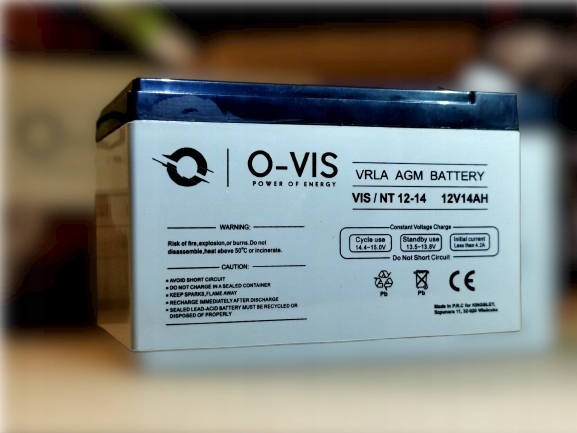 O-VIS
POWER OF ENERGY
VRLA AGM BATTERY
VIS / NT 12-14 12V14AH
WARNING:
Risk of fire,explosion,or burns.Do not
disassemble,heat above 50°C or incinerate.
CAUTION:
● AVOID SHORT CIRCUIT
● DO NOT CHARGE IN A SEALED CONTAINER
● KEEP SPARKS,FLAME AWAY
● RECHARGE IMMEDIATELY AFTER DISCHARGE
● SEALED LEAD-ACID BATTERY MUST BE RECYCLED OR
DISPOSED OF PROPERLY
Constant Voltage Charge
Cycle use
14.4~15.0V
Standby use
13.5~13.8V
Initial current
Less than 4.2A
Do Not Short Circuit
Pb
Pb
CE
Made in P.R.C for
11, 32-020 Wieliczka